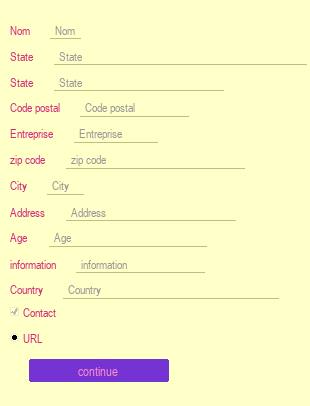 Nom Nom
State State
State State
Code postal Code postal
Entreprise Entreprise
zip code zip code
City City
Address Address
Age Age
information information
Country Country
Contact
URL
continue